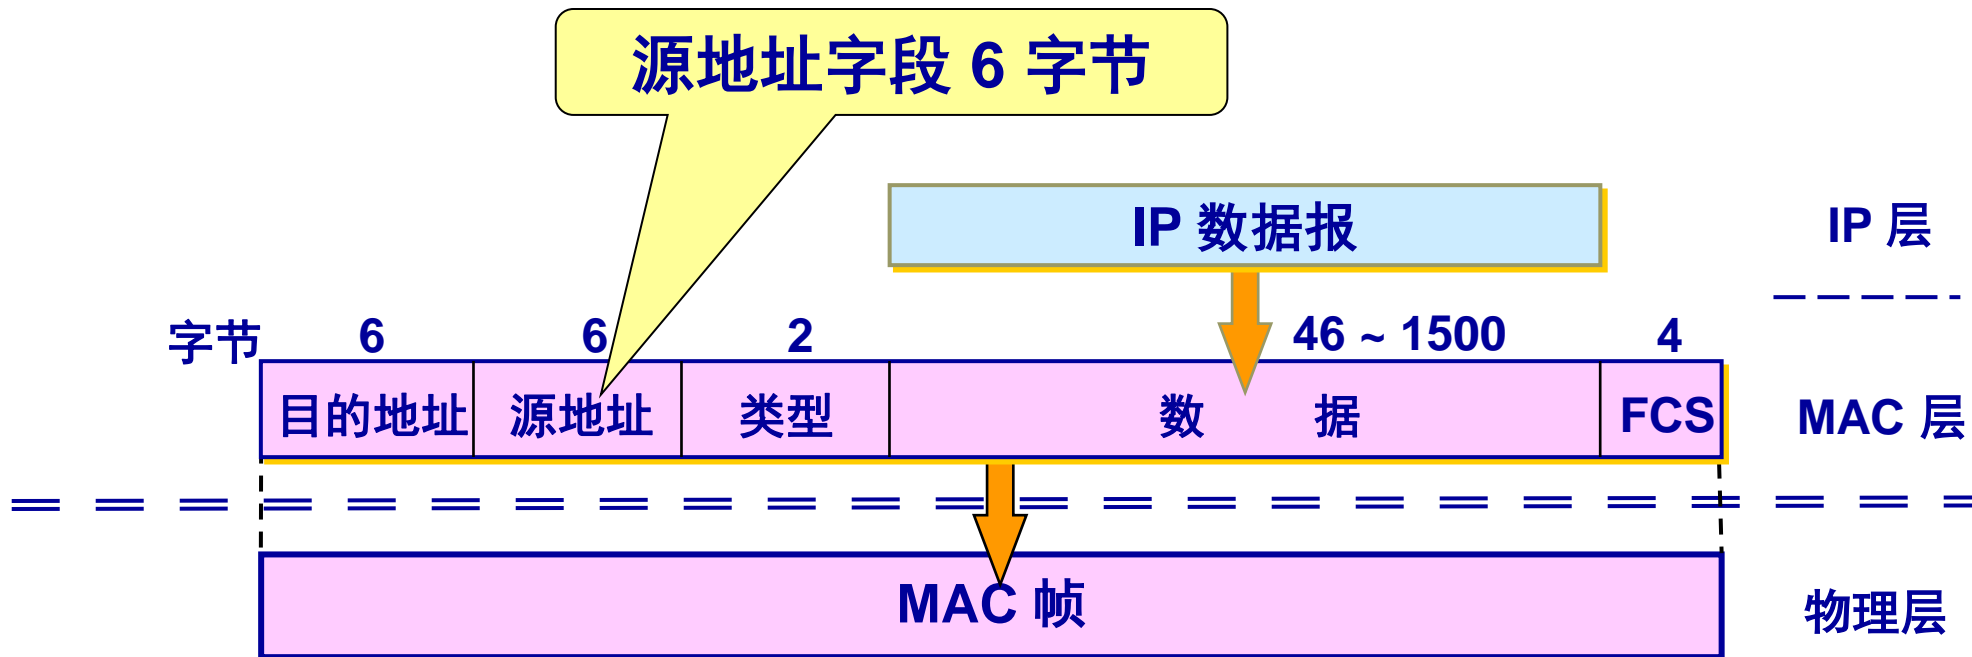 源地址字段 6 字节
IP 数据报
IP 层
字节 6 6 2 46 ~ 1500 4
目的地址 源地址 类型 数 据 FCS
MAC 层
MAC 帧
物理层